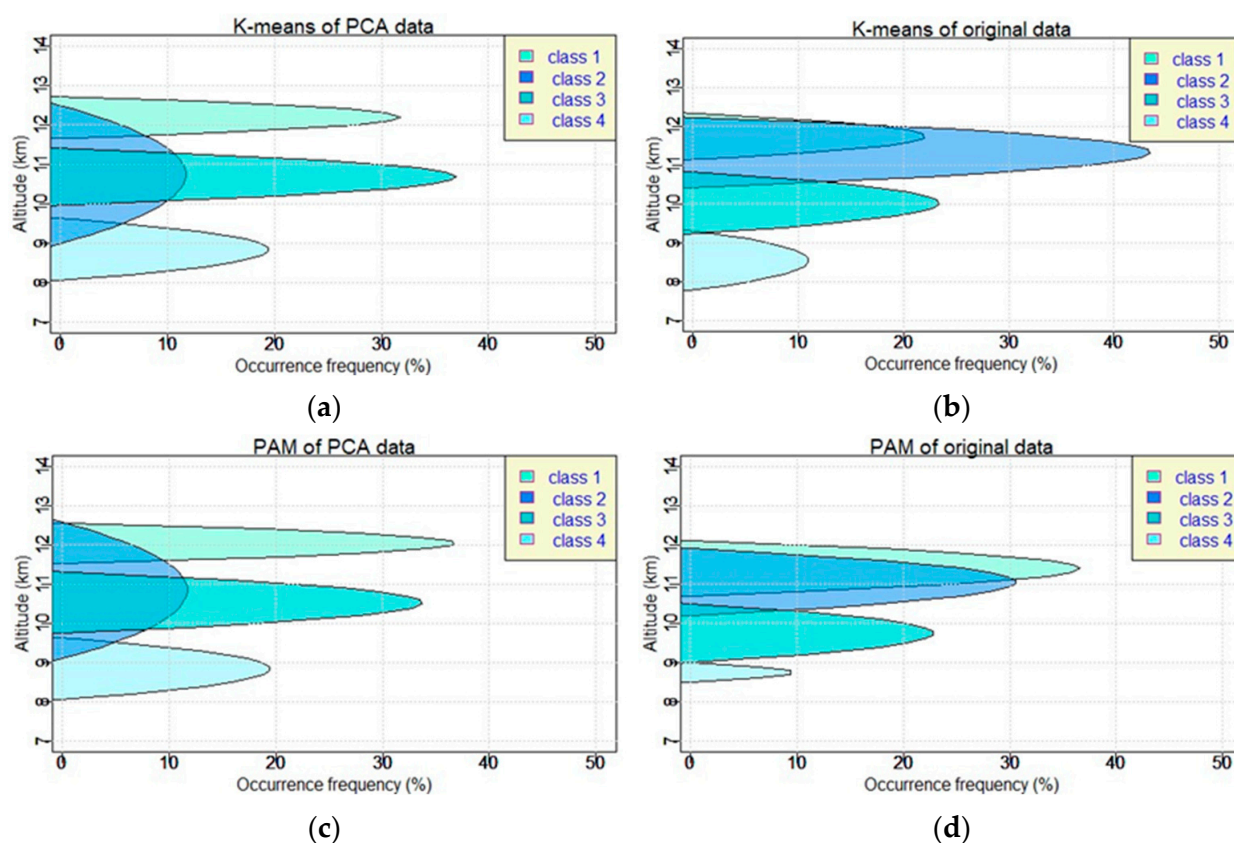 K-means of PCA data
class 1
class 2
class 3
class 4
Altitude (km)
14
13
12
11
10
9
8
7
0 10 20 30 40 50
Occurrence frequency (%)
(a)
K-means of original data
class 1
class 2
class 3
class 4
Altitude (km)
14
13
12
11
10
9
8
7
0 10 20 30 40 50
Occurrence frequency (%)
(b)
PAM of PCA data
class 1
class 2
class 3
class 4
Altitude (km)
14
13
12
11
10
9
8
7
0 10 20 30 40 50
Occurrence frequency (%)
(c)
PAM of original data
class 1
class 2
class 3
class 4
Altitude (km)
14
13
12
11
10
9
8
7
0 10 20 30 40 50
Occurrence frequency (%)
(d)